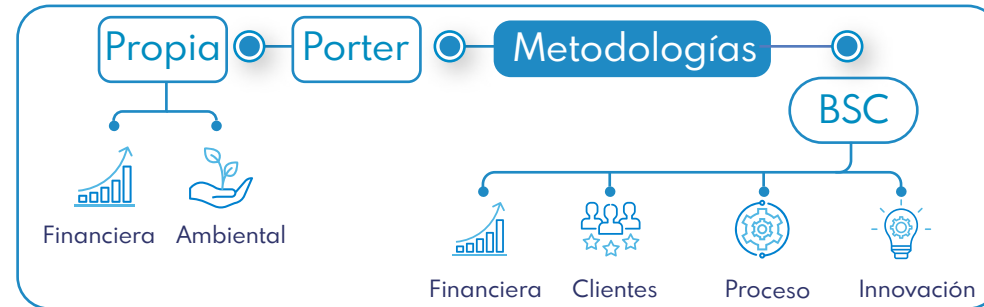 Propia
Porter
Metodologías
BSC
Financiera
Ambiental
Financiera
Clientes
Proceso
Innovación